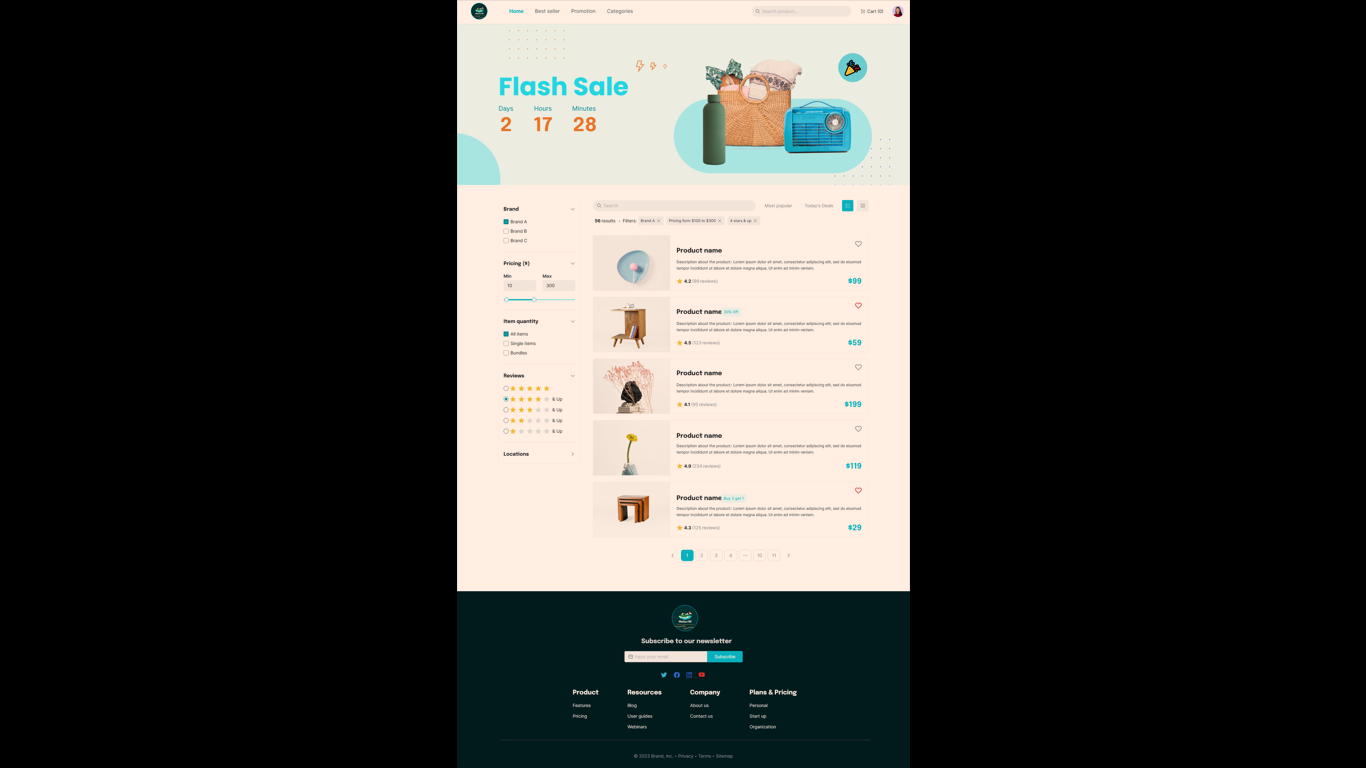 Home Best seller Promotion Categories Search product... Cart (0)
Flash Sale
Days Hours Minutes
2 17 28
Brand
Brand A
Brand B
Brand C
Pricing ($)
Min Max
10 300
Item quantity
All items
Single items
Bundles
Reviews
& Up
& Up
& Up
& Up
Locations
Search Most popular Today's Deals
56 results • Filters: Brand A Pricing form $100 to $300 4 stars & up
Product name
Description about the product: Lorem ipsum dolor sit amet, consectetur adipiscing elit, sed do eiusmod
tempor incididunt ut labore et dolore magna aliqua. Ut enim ad minim veniam.
4.2 (99 reviews) $99
Product name 30% Off
Description about the product: Lorem ipsum dolor sit amet, consectetur adipiscing elit, sed do eiusmod
tempor incididunt ut labore et dolore magna aliqua. Ut enim ad minim veniam.
4.5 (123 reviews) $59
Product name
Description about the product: Lorem ipsum dolor sit amet, consectetur adipiscing elit, sed do eiusmod
tempor incididunt ut labore et dolore magna aliqua. Ut enim ad minim veniam.
4.1 (95 reviews) $199
Product name
Description about the product: Lorem ipsum dolor sit amet, consectetur adipiscing elit, sed do eiusmod
tempor incididunt ut labore et dolore magna aliqua. Ut enim ad minim veniam.
4.9 (234 reviews) $119
Product name
Description about the product: Lorem ipsum dolor sit amet, consectetur adipiscing elit, sed do eiusmod
tempor incididunt ut labore et dolore magna aliqua. Ut enim ad minim veniam.
4.3 (125 reviews) $29
1 2 3 4 ... 10 11
Subscribe to our newsletter
Input your email Subscribe
Product Resources Company Plans & Pricing
Features Blog About us Personal
Pricing User guides Contact us Start up
Webinars Organization
© 2023 Brand, Inc. • Privacy • Terms • Sitemap